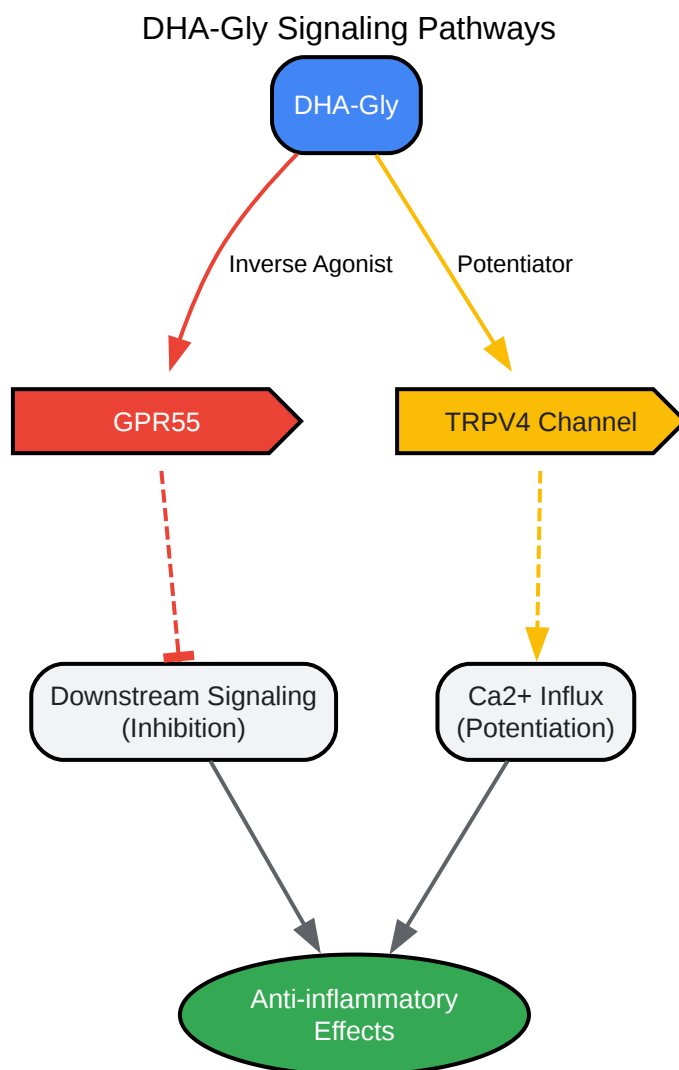 DHA-Gly Signaling Pathways
DHA-Gly
Inverse Agonist
Potentiator
GPR55
TRPV4 Channel
Downstream Signaling
(Inhibition)
Ca2+ Influx
(Potentiation)
Anti-inflammatory
Effects